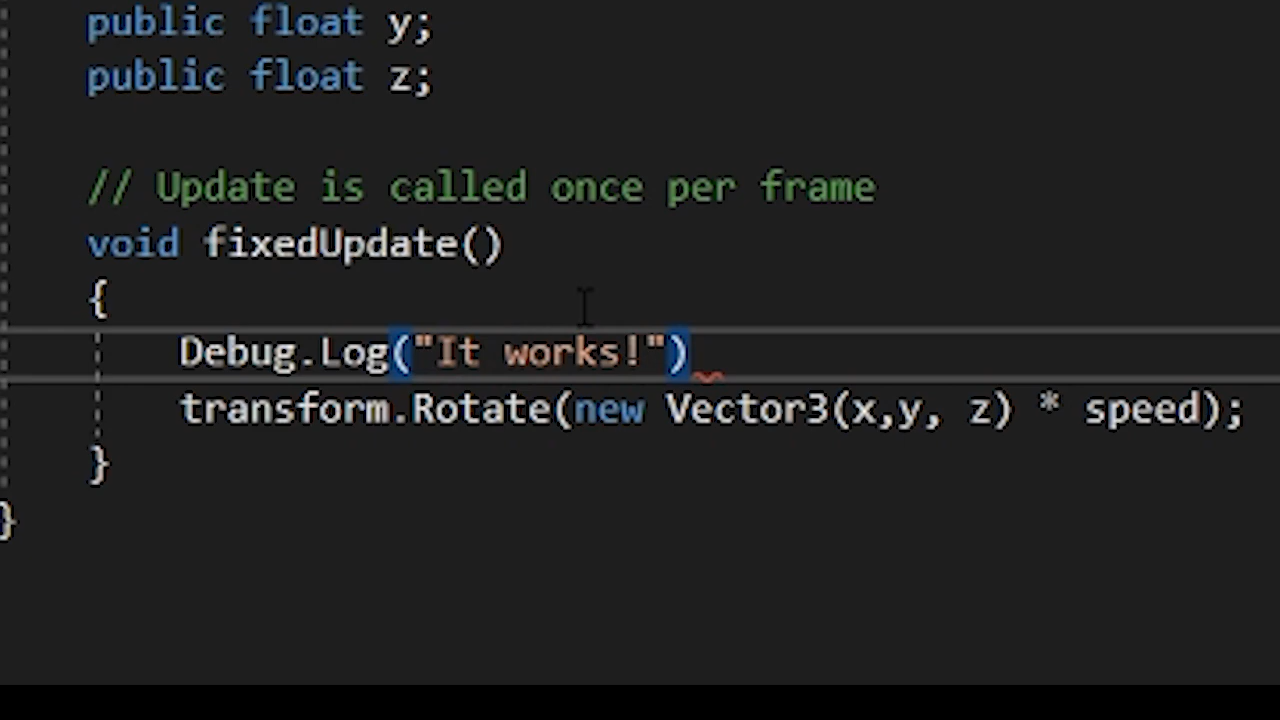 public float y;
public float z;
// Update is called once per frame
void fixedUpdate()
{
Debug.Log("It works!")
transform.Rotate(new Vector3(x,y, z) * speed);
}
}